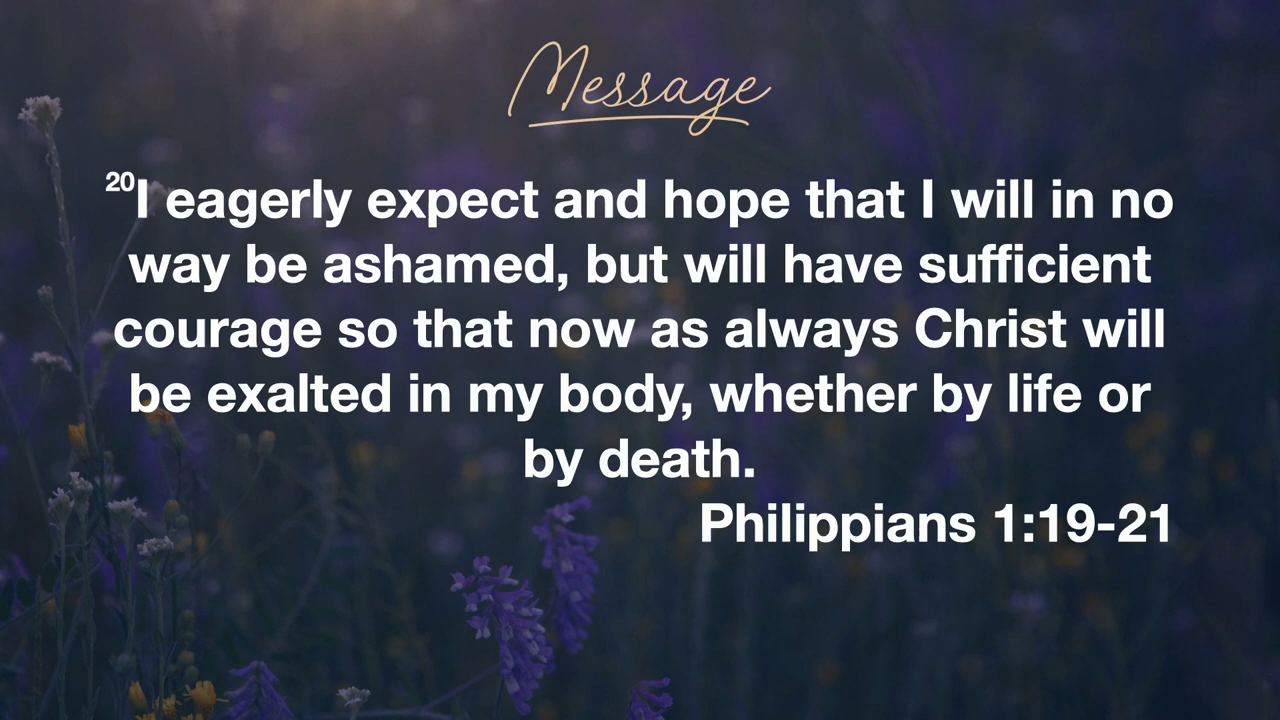 Message
20I eagerly expect and hope that I will in no
way be ashamed, but will have sufficient
courage so that now as always Christ will
be exalted in my body, whether by life or
by death.
Philippians 1:19-21